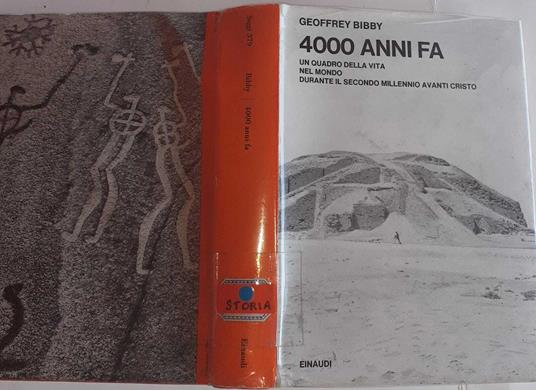 GEOFFREY BIBBY
4000 ANNI FA
UN QUADRO DELLA VITA
NEL MONDO
DURANTE IL SECONDO MILLENNIO AVANTI CRISTO
EINAUDI
Saggi 379
Bibby
4000 anni fa
STORIA
Einaudi